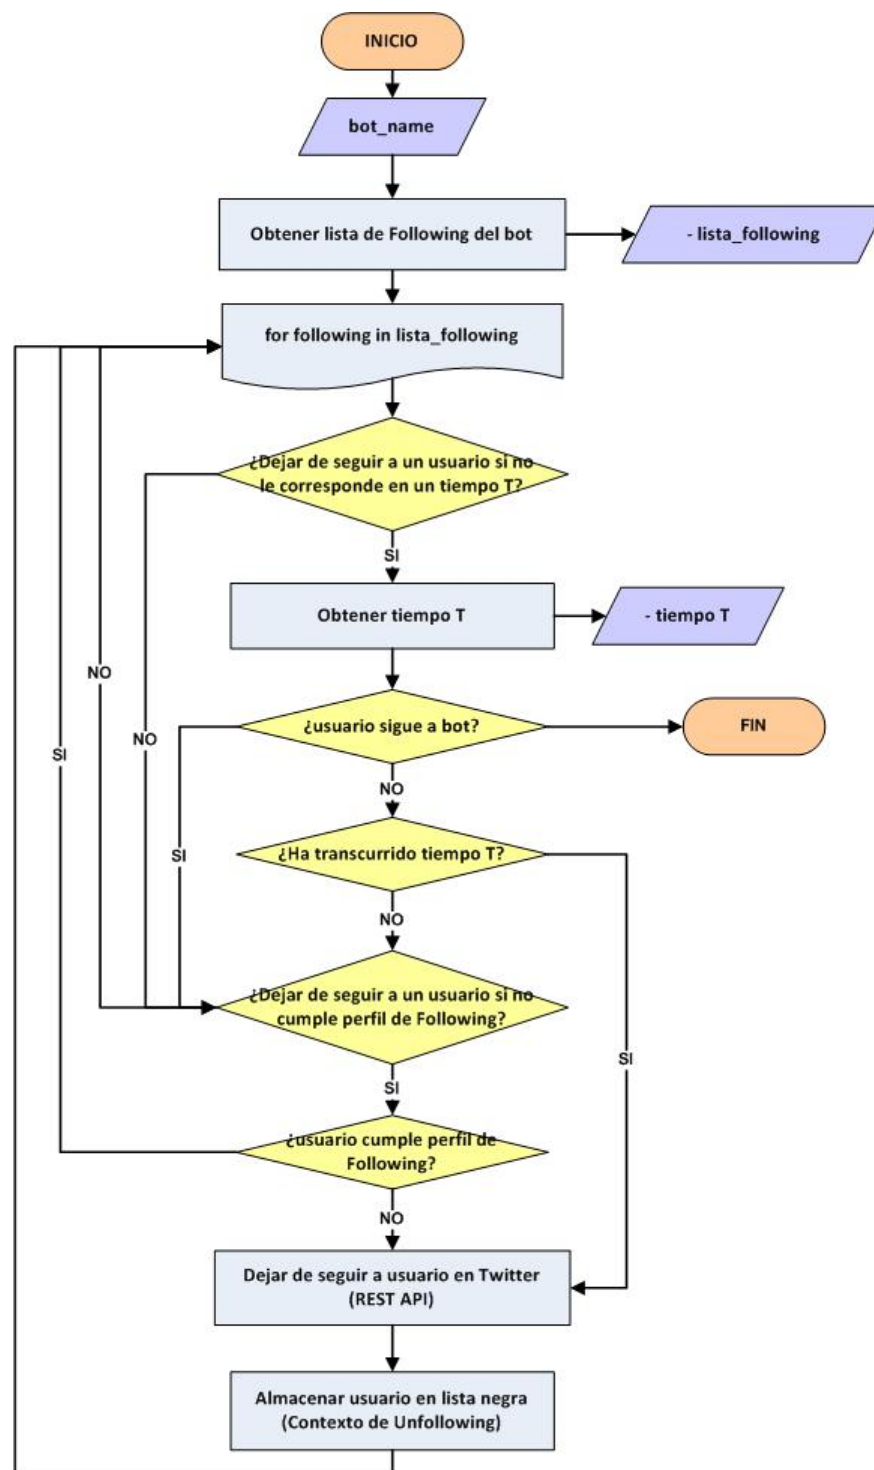 INICIO
bot_name
Obtener lista de Following del bot
- lista_following
for following in lista_following
¿Dejar de seguir a un usuario si no
le corresponde en un tiempo T?
SI
Obtener tiempo T
- tiempo T
NO
NO
SI
¿usuario sigue a bot?
FIN
NO
SI
¿Ha transcurrido tiempo T?
NO
¿Dejar de seguir a un usuario si no
cumple perfil de Following?
SI
SI
¿usuario cumple perfil de
Following?
NO
Dejar de seguir a usuario en Twitter
(REST API)
Almacenar usuario en lista negra
(Contexto de Unfollowing)